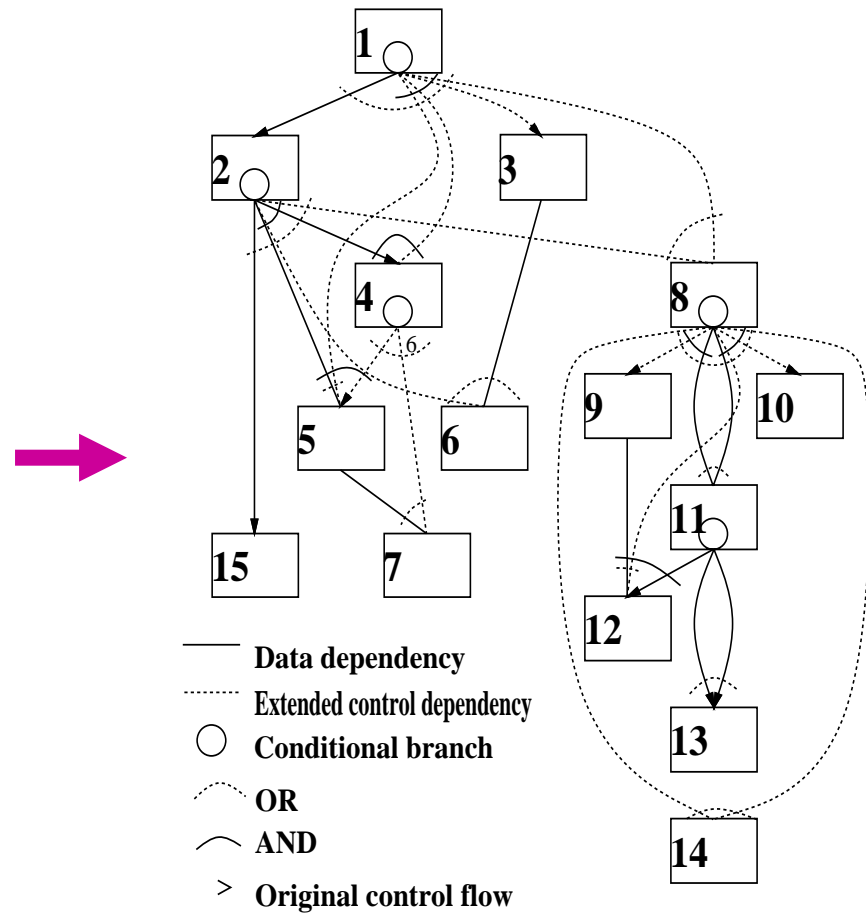 1
2
3
4
8
6
9
10
5
6
11
15
7
12
Data dependency
Extended control dependency
Conditional branch
13
OR
AND
14
Original control flow